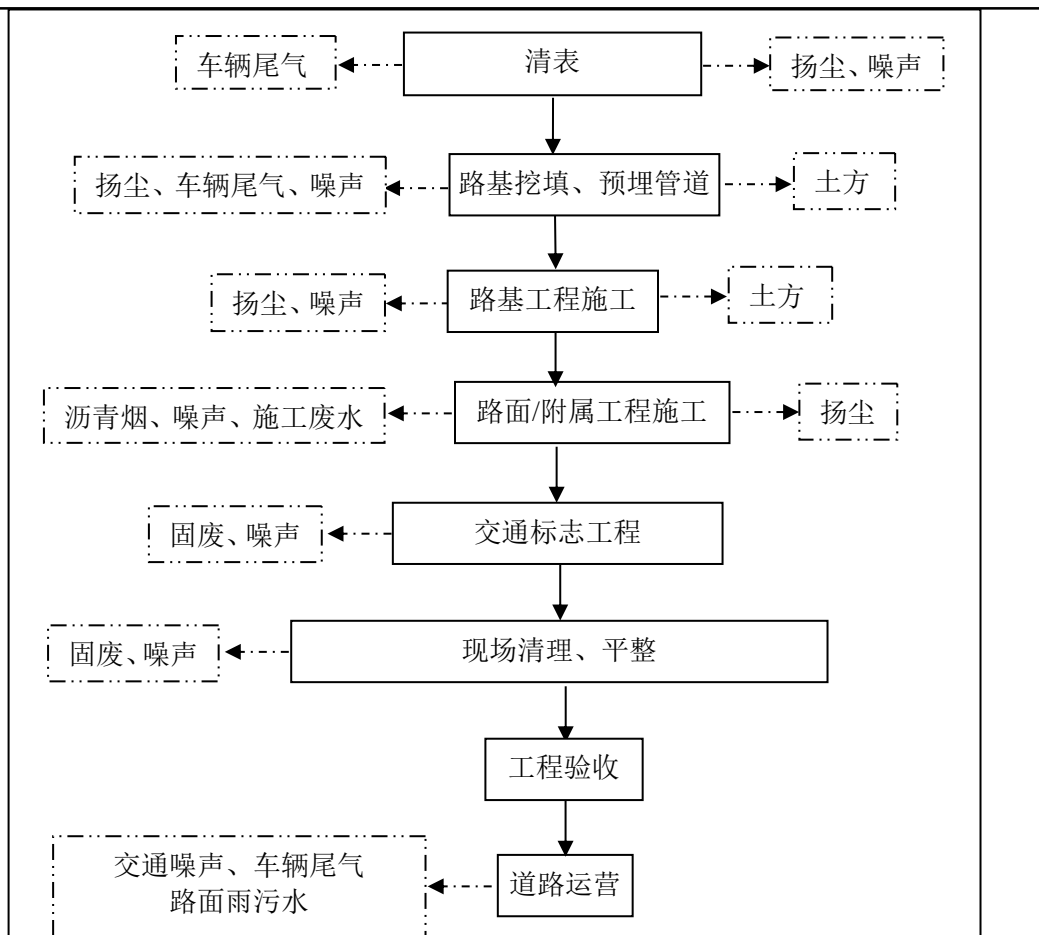 车辆尾气
清表
扬尘、噪声
扬尘、车辆尾气、噪声
路基挖填、预埋管道
土方
扬尘、噪声
路基工程施工
土方
沥青烟、噪声、施工废水
路面/附属工程施工
扬尘
固废、噪声
交通标志工程
固废、噪声
现场清理、平整
工程验收
交通噪声、车辆尾气
路面雨污水
道路运营